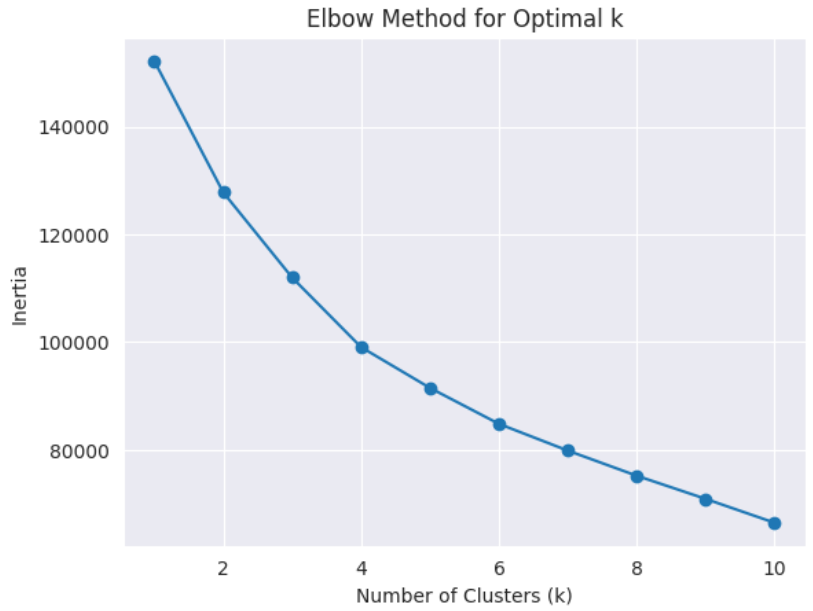 Elbow Method for Optimal k
140000
120000
100000
80000
Inertia
2 4 6 8 10
Number of Clusters (k)